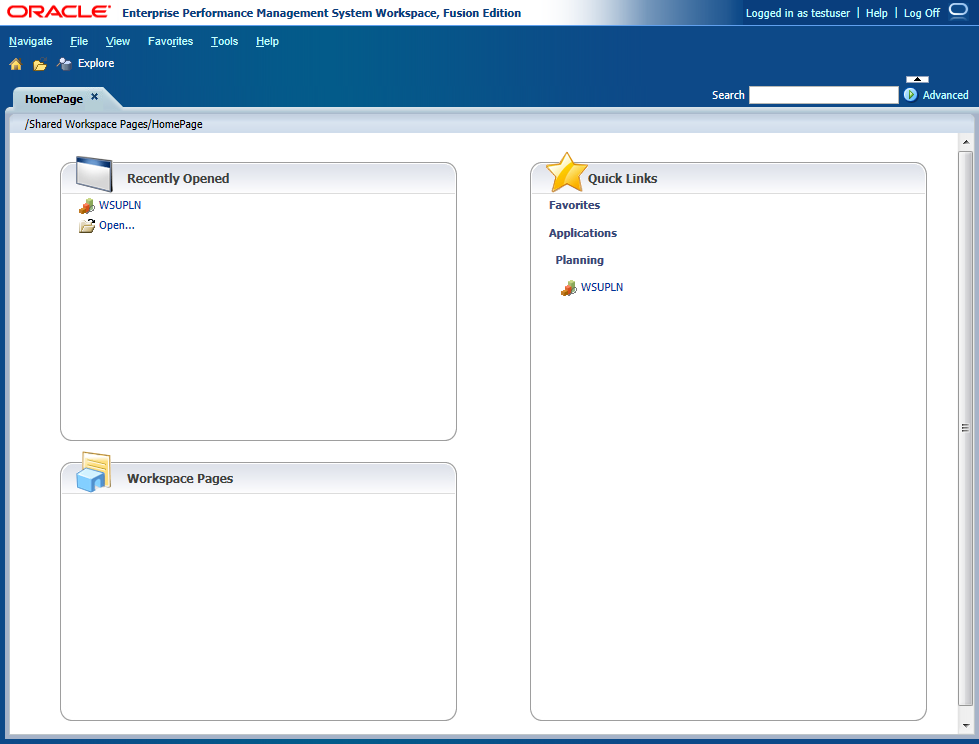 ORACLE Enterprise Performance Management System Workspace, Fusion Edition Logged in as testuser | Help | Log Off
Navigate File View Favorites Tools Help
Explore
HomePage Search Advanced
/Shared Workspace Pages/HomePage
Recently Opened
WSUPLN
Open...
Quick Links
Favorites
Applications
Planning
WSUPLN
Workspace Pages